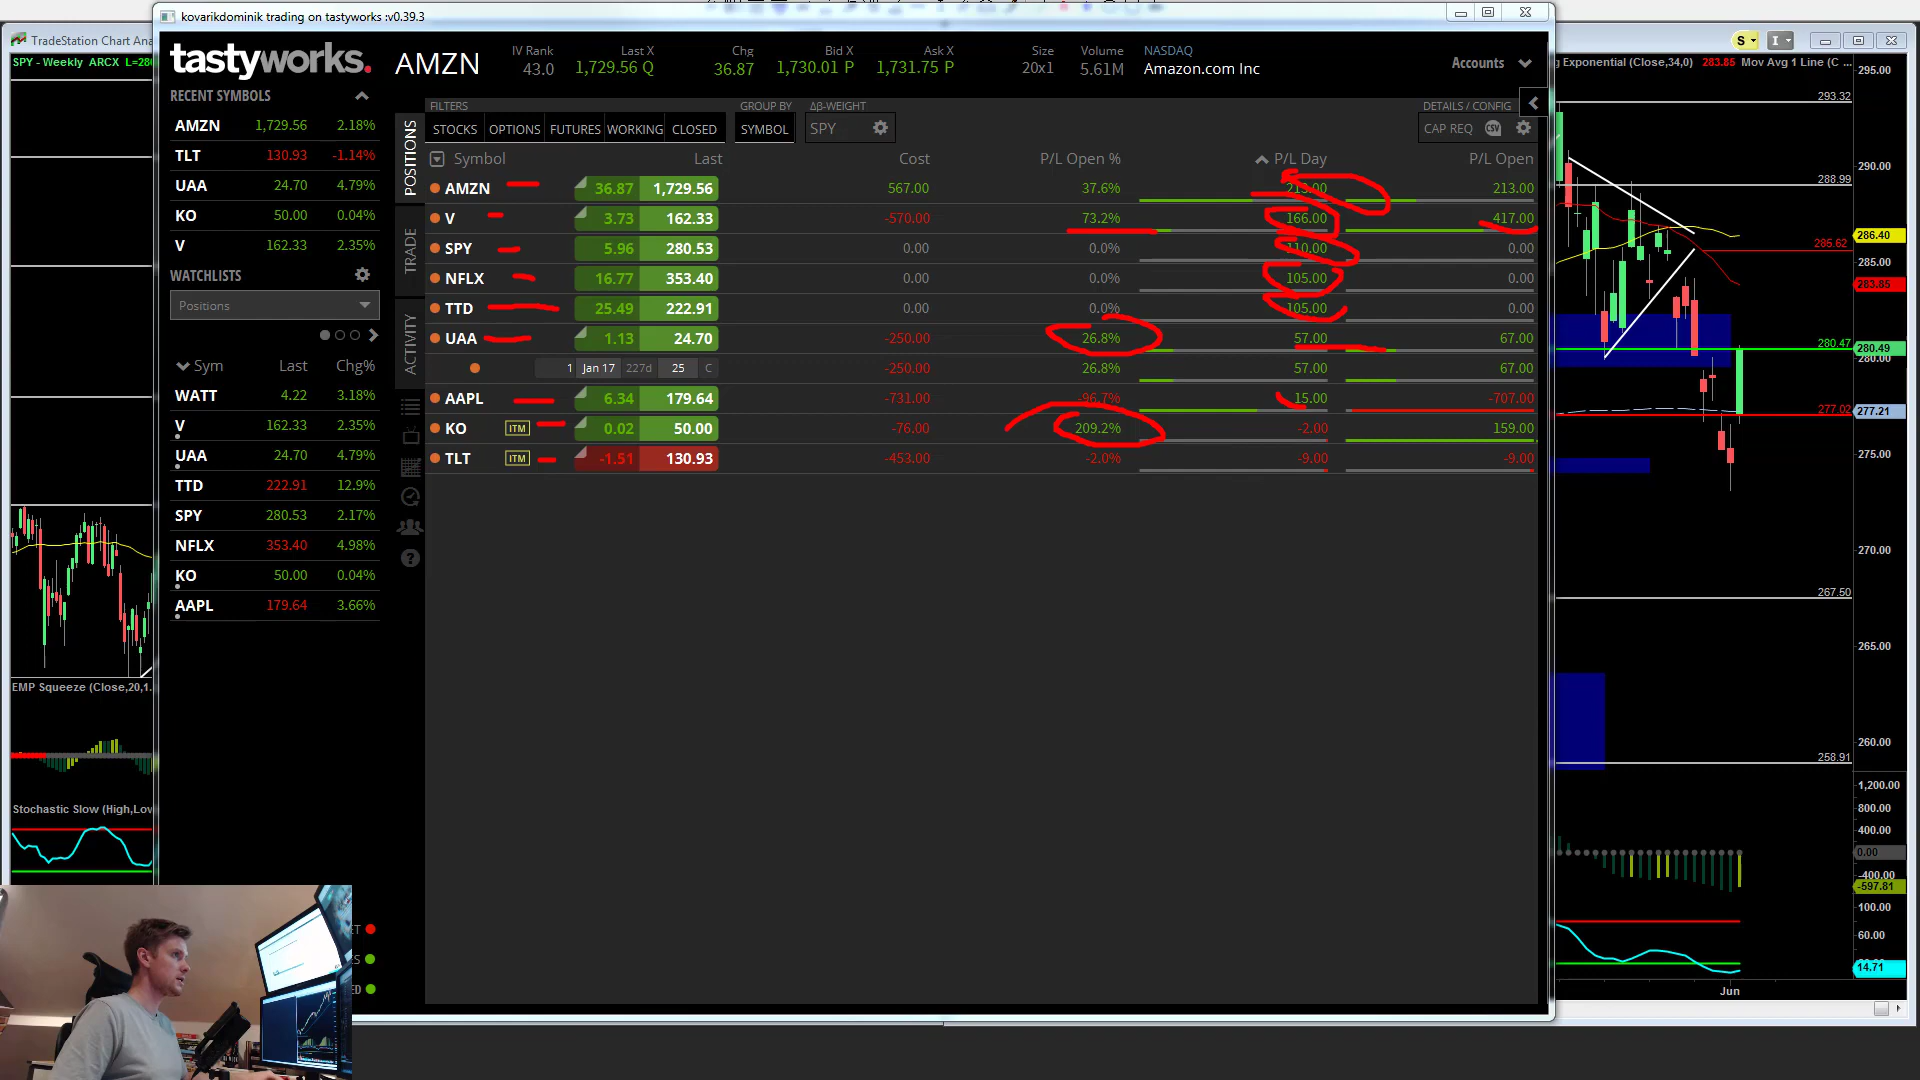 kovarikdominik trading on tastyworks :v0.39.3
TradeStation Chart Ana
SPY - Weekly ARCX L=28
tastyworks.
AMZN
IV Rank
43.0
Last X
1,729.56 Q
Chg
36.87
Bid X
1,730.01 P
Ask X
1,731.75 P
Size
20x1
Volume
5.61M
NASDAQ
Amazon.com Inc
Accounts
RECENT SYMBOLS
AMZN 1,729.56 2.18%
TLT 130.93 -1.14%
UAA 24.70 4.79%
KO 50.00 0.04%
V 162.33 2.35%
WATCHLISTS
Positions
Sym Last Chg%
WATT 4.22 3.18%
V 162.33 2.35%
UAA 24.70 4.79%
TTD 222.91 12.9%
SPY 280.53 2.17%
NFLX 353.40 4.98%
KO 50.00 0.04%
AAPL 179.64 3.66%
POSITIONS
TRADE
ACTIVITY
FILTERS GROUP BY Δβ-WEIGHT DETAILS / CONFIG
STOCKS OPTIONS FUTURES WORKING CLOSED SYMBOL SPY CAP REQ CSV
Symbol Last Cost P/L Open % P/L Day P/L Open
AMZN 36.87 1,729.56 567.00 37.6% 213.00 213.00
V 3.73 162.33 -570.00 73.2% 166.00 417.00
SPY 5.96 280.53 0.00 0.0% 110.00 0.00
NFLX 16.77 353.40 0.00 0.0% 105.00 0.00
TTD 25.49 222.91 0.00 0.0% 105.00 0.00
UAA 1.13 24.70 -250.00 26.8% 57.00 67.00
1 Jan 17 227d 25 C -250.00 26.8% 57.00 67.00
AAPL 6.34 179.64 -731.00 -96.7% 15.00 -707.00
KO ITM 0.02 50.00 -76.00 209.2% -2.00 159.00
TLT ITM -1.51 130.93 -453.00 -2.0% -9.00 -9.00
EMP Squeeze (Close,20,1.
Stochastic Slow (High,Lov
S I
g Exponential (Close,34,0) 283.85 Mov Avg 1 Line (C ...
295.00
293.32
290.00
288.99
286.40
285.62
285.00
283.85
280.47
280.49
280.00
277.02
277.21
275.00
270.00
267.50
265.00
260.00
258.91
1,200.00
800.00
400.00
0.00
-400.00
-597.81
100.00
60.00
14.71
Jun